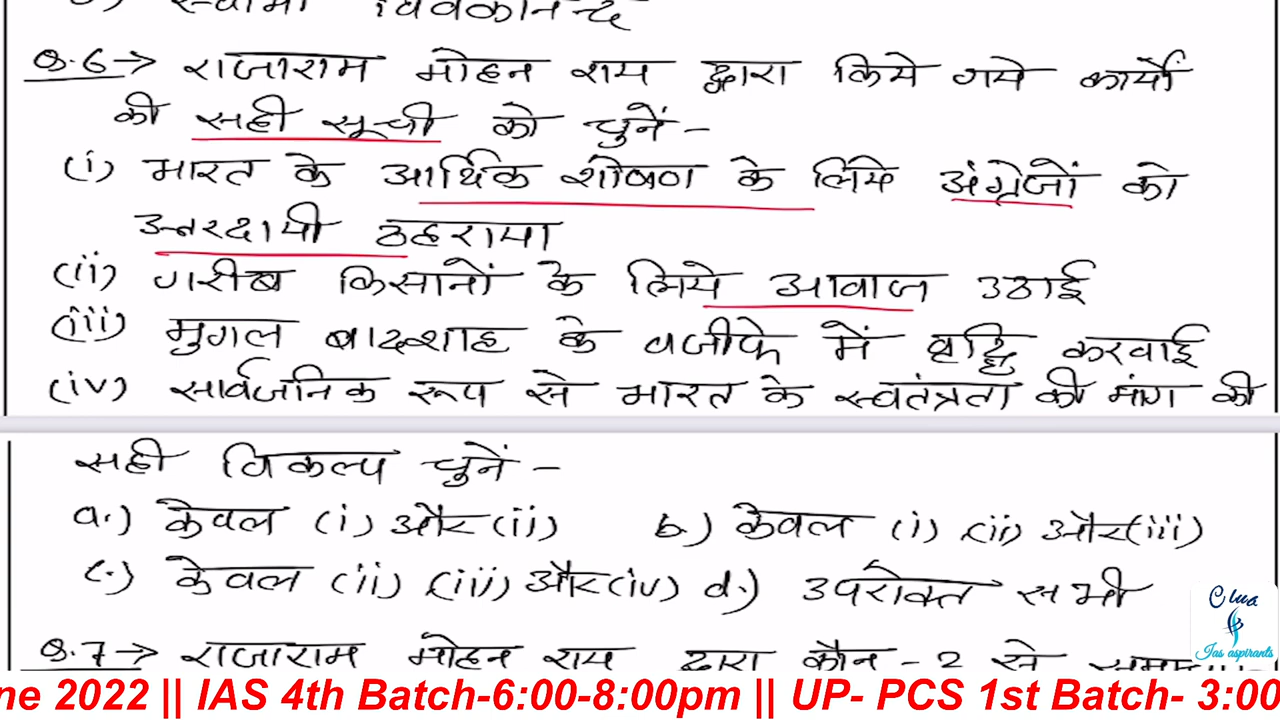 b) स्वामी विवेकानन्द
Q.6→ राजाराम मोहन राय द्वारा किये गये कार्यों
की सही सूची को चुनें -
(i) भारत के आर्थिक शोषण के लिये अंग्रेजों को
उत्तरदायी ठहराया
(ii) गरीब किसानों के लिये आवाज उठाई
(iii) मुगल बादशाह के वजीफे में वृद्धि करवाई
(iv) सार्वजनिक रूप से भारत के स्वतंत्रता की मांग की
सही विकल्प चुनें -
a.) केवल (i) और (ii) b.) केवल (i) (ii) और (iii)
c.) केवल (ii) (iii) और (iv) d.) उपरोक्त सभी
Q.7→ राजाराम मोहन राय द्वारा कौन-2 से
Clue
Ias aspirants
ne 2022 || IAS 4th Batch-6:00-8:00pm || UP- PCS 1st Batch- 3:00